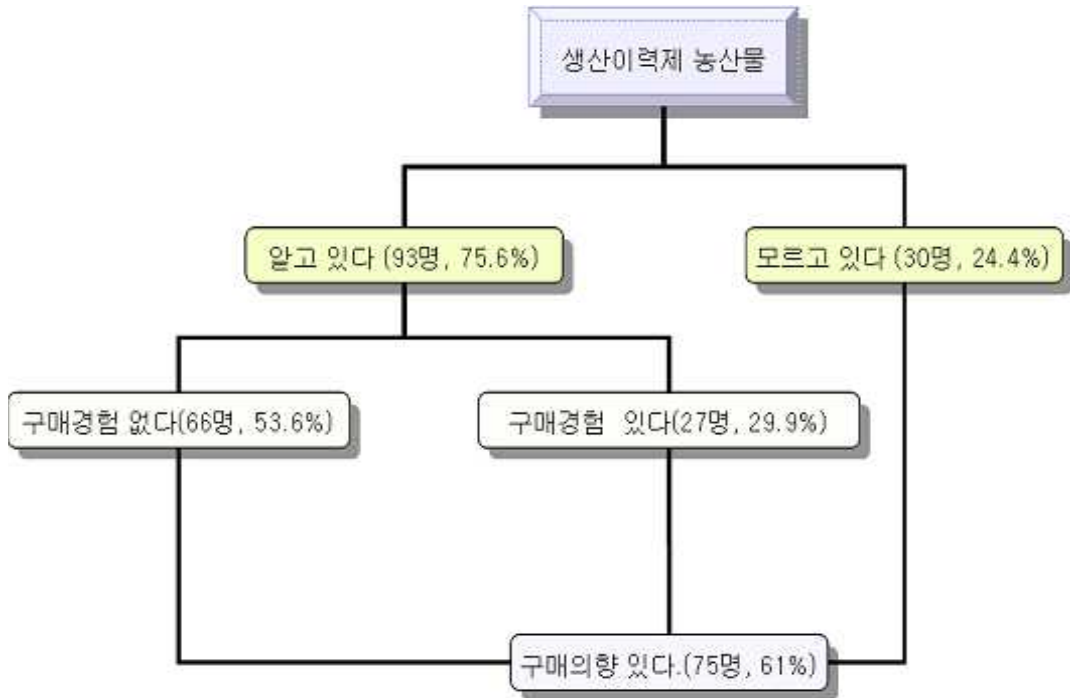 생산이력제 농산물
알고 있다 (93명, 75.6%)
모르고 있다 (30명, 24.4%)
구매경험 없다(66명, 53.6%)
구매경험 있다(27명, 29.9%)
구매의향 있다.(75명, 61%)